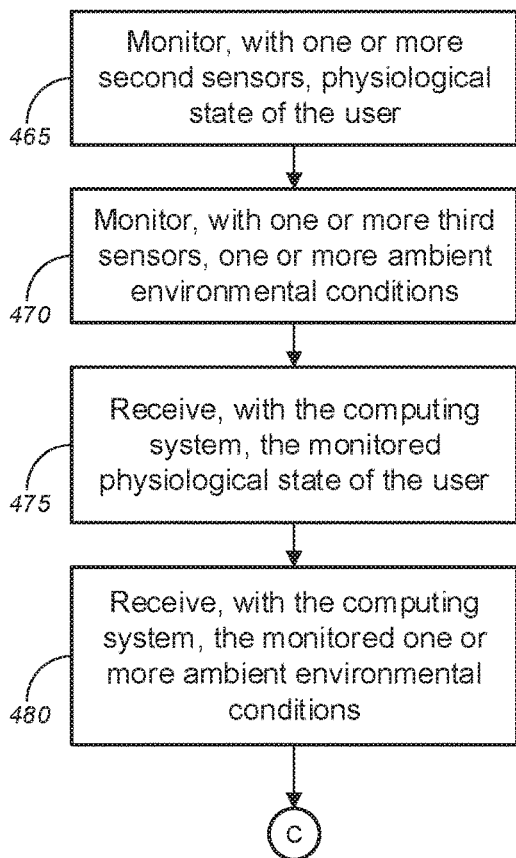 Monitor, with one or more
second sensors, physiological
state of the user
465
Monitor, with one or more third
sensors, one or more ambient
environmental conditions
470
Receive, with the computing
system, the monitored
physiological state of the user
475
Receive, with the computing
system, the monitored one or
more ambient environmental
conditions
480
C